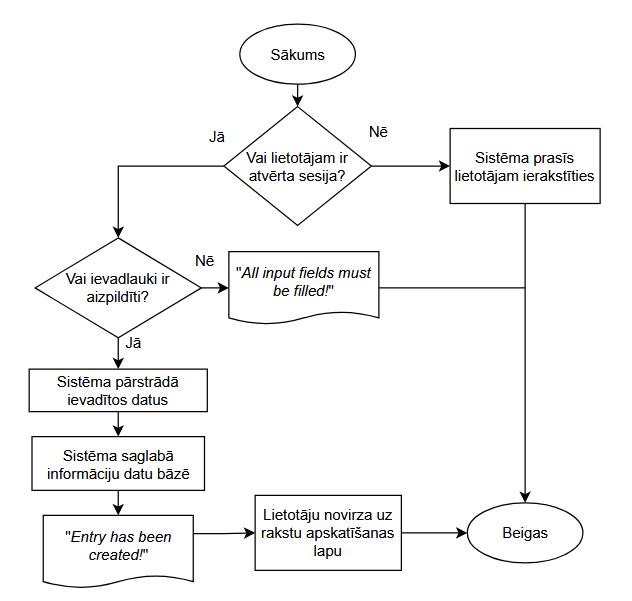 Sākums
Jā
Nē
Vai lietotājam ir
atvērta sesija?
Sistēma prasīs
lietotājam ierakstīties
Vai ievadlauki ir
aizpildīti?
Nē
"All input fields must
be filled!"
Jā
Sistēma pārstrādā
ievadītos datus
Sistēma saglabā
informāciju datu bāzē
"Entry has been
created!"
Lietotāju novirza uz
rakstu apskatīšanas
lapu
Beigas